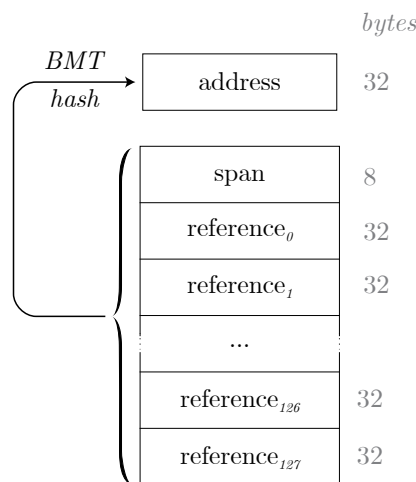 bytes
BMT
hash
address 32
span 8
reference₀ 32
reference₁ 32
...
reference₁₂₆ 32
reference₁₂₇ 32